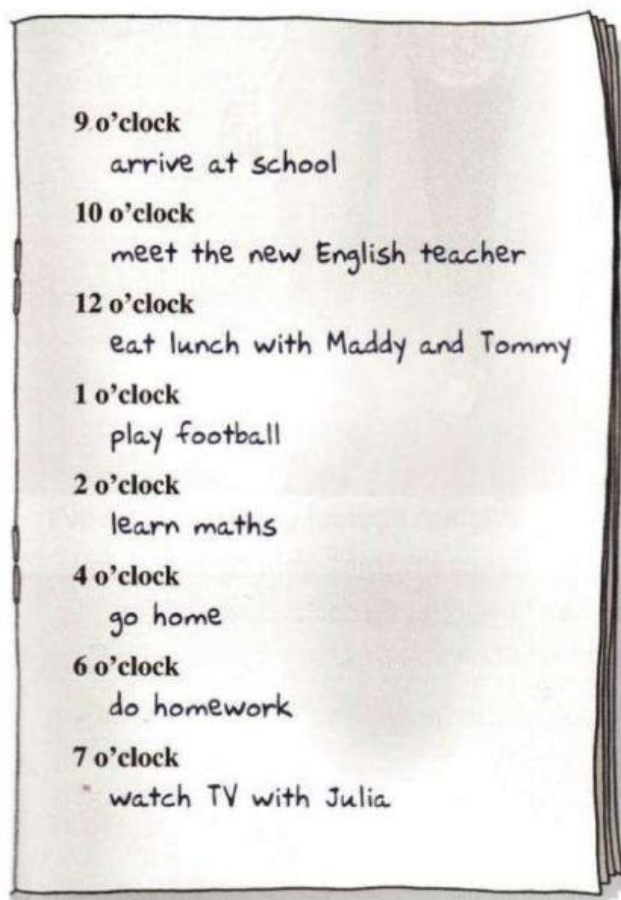 9 o'clock
arrive at school
10 o'clock
meet the new English teacher
12 o'clock
eat lunch with Maddy and Tommy
1 o'clock
play football
2 o'clock
learn maths
4 o'clock
go home
6 o'clock
do homework
7 o'clock
watch TV with Julia